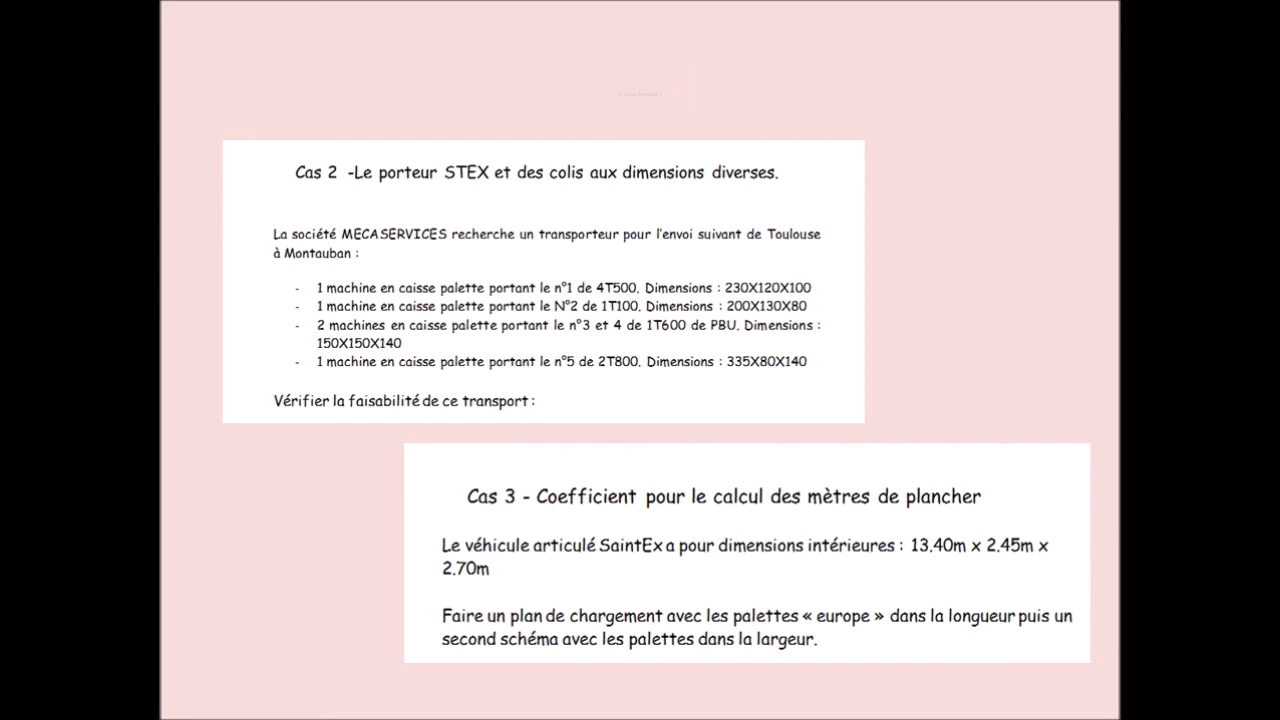 Cas 2 -Le porteur STEX et des colis aux dimensions diverses.
La société MECASERVICES recherche un transporteur pour l'envoi suivant de Toulouse
à Montauban :
- 1 machine en caisse palette portant le n°1 de 4T500. Dimensions : 230X120X100
- 1 machine en caisse palette portant le N°2 de 1T100. Dimensions : 200X130X80
- 2 machines en caisse palette portant le n°3 et 4 de 1T600 de PBU. Dimensions :
150X150X140
- 1 machine en caisse palette portant le n°5 de 2T800. Dimensions : 335X80X140
Vérifier la faisabilité de ce transport :
Cas 3 - Coefficient pour le calcul des mètres de plancher
Le véhicule articulé SaintEx a pour dimensions intérieures : 13.40m x 2.45m x
2.70m
Faire un plan de chargement avec les palettes « europe » dans la longueur puis un
second schéma avec les palettes dans la largeur.